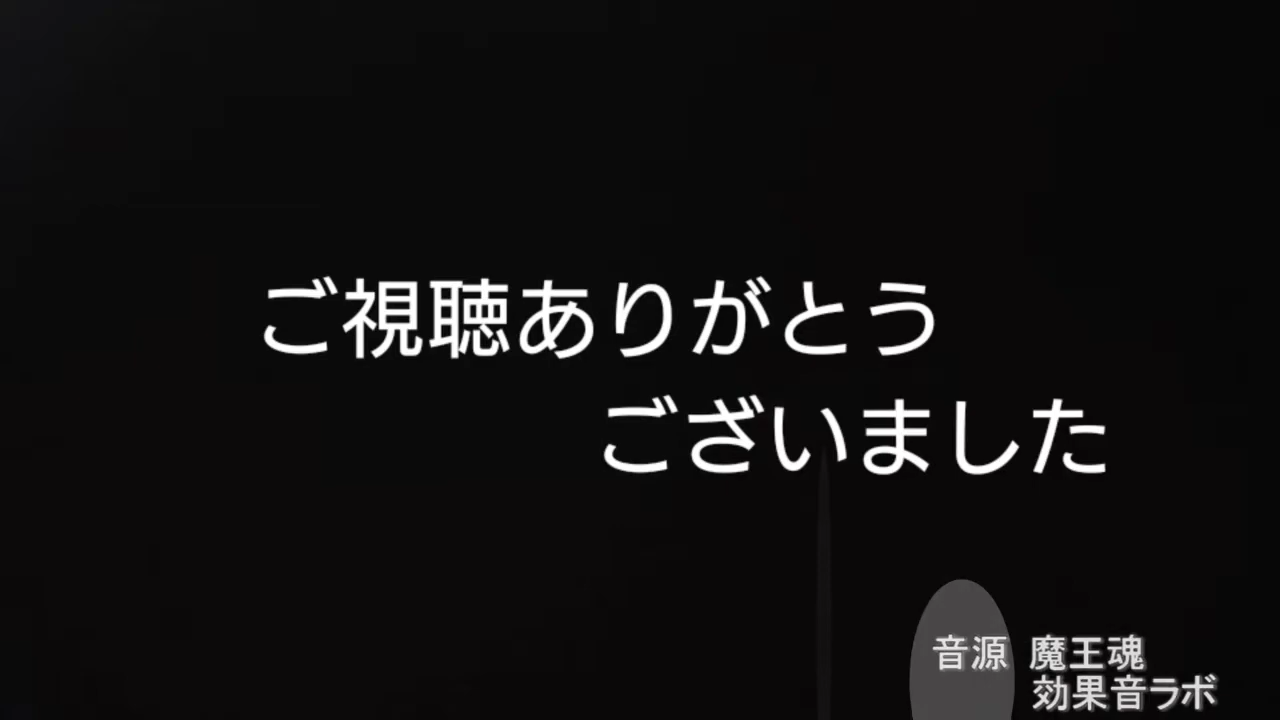 ご視聴ありがとう
ございました
音源 魔王魂
効果音ラボ